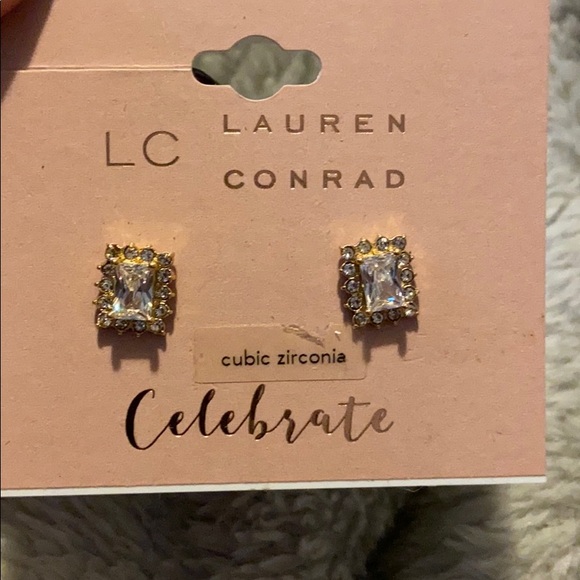 LC LAUREN
CONRAD
cubic zirconia
Celebrate